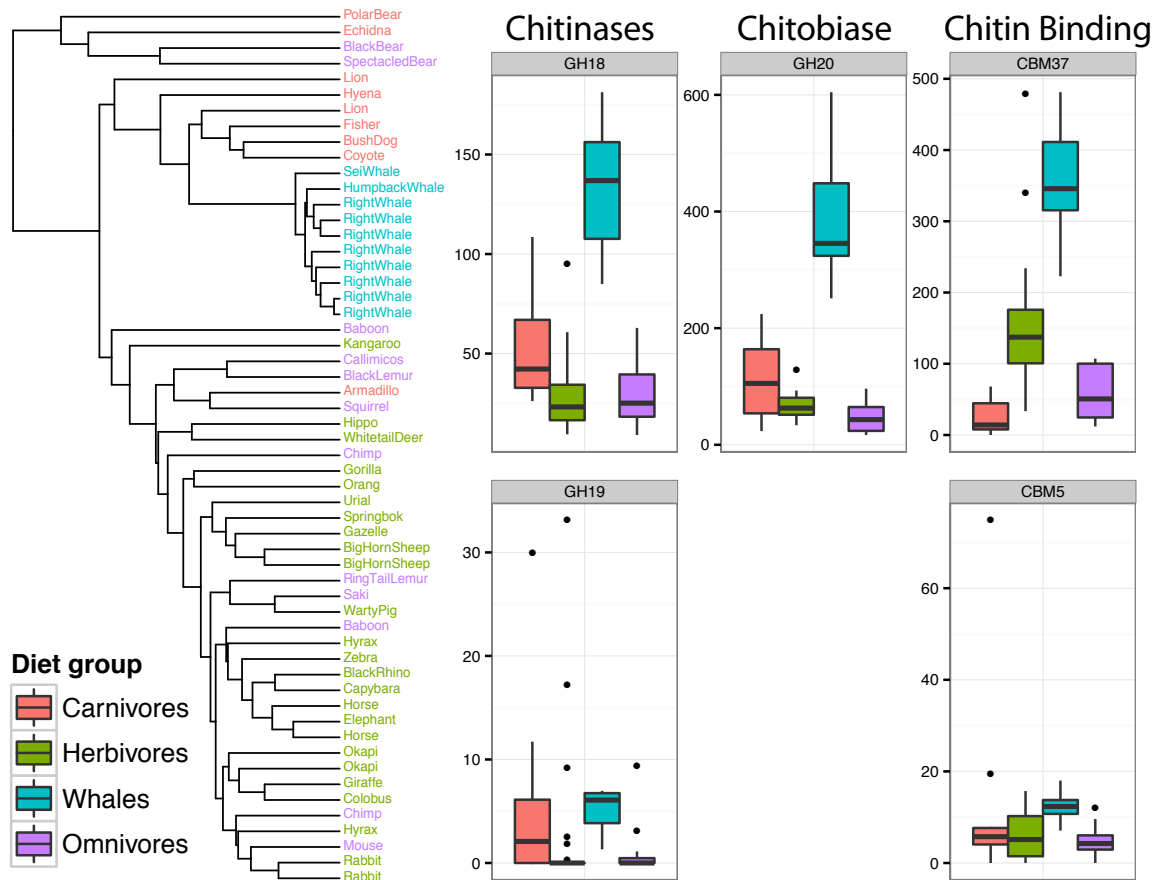 PolarBear
Echidna
BlackBear
SpectacledBear
Lion
Hyena
Lion
Fisher
BushDog
Coyote
SeiWhale
HumpbackWhale
RightWhale
RightWhale
RightWhale
RightWhale
RightWhale
RightWhale
RightWhale
RightWhale
Baboon
Kangaroo
Callimicos
BlackLemur
Armadillo
Squirrel
Hippo
WhitetailDeer
Chimp
Gorilla
Orang
Urial
Springbok
Gazelle
BigHornSheep
BigHornSheep
RingTailLemur
Saki
WartyPig
Baboon
Hyrax
Zebra
BlackRhino
Capybara
Horse
Elephant
Horse
Okapi
Okapi
Giraffe
Colobus
Chimp
Hyrax
Mouse
Rabbit
Rabbit
Diet group
Carnivores
Herbivores
Whales
Omnivores
Chitinases
GH18
150
100
50
Chitobiase
GH20
600
400
200
0
Chitin Binding
CBM37
500
400
300
200
100
0
GH19
30
20
10
0
CBM5
60
40
20
0